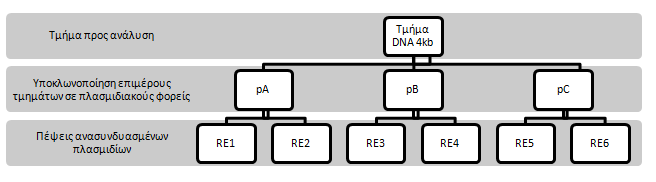 Τμήμα προς ανάλυση
Τμήμα
DNA 4kb
Υποκλωνοποίηση επιμέρους
τμημάτων σε πλασμιδιακούς φορείς
pA
pB
pC
Πέψεις ανασυνδυασμένων
πλασμιδίων
RE1
RE2
RE3
RE4
RE5
RE6